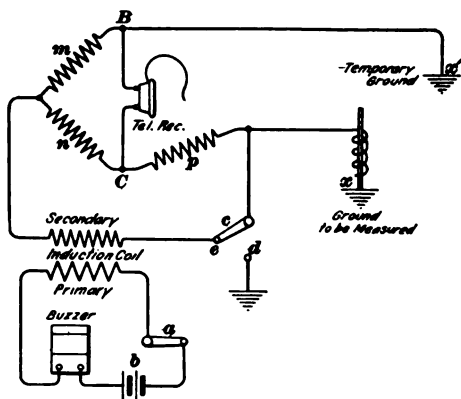 B
m
x'
-Temporary
Ground
Tel. Rec.
n
p
C
x
Ground
to be Measured
Secondary
c
e
d
Induction Coil
Primary
Buzzer
a
b